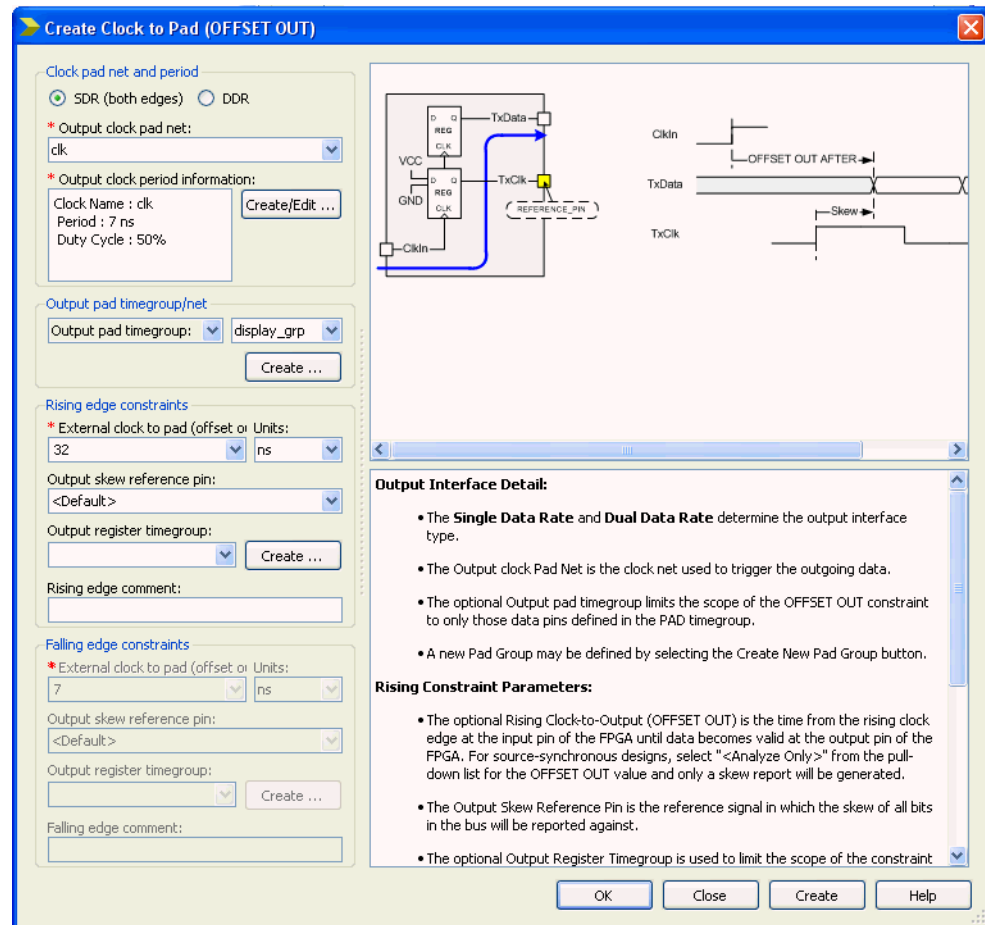 Create Clock to Pad (OFFSET OUT)
Clock pad net and period
SDR (both edges) DDR
* Output clock pad net:
clk
* Output clock period information:
Clock Name : clk
Period : 7 ns
Duty Cycle : 50%
Create/Edit ...
Output pad timegroup/net
Output pad timegroup: display_grp
Create ...
Rising edge constraints
* External clock to pad (offset ou Units:
32 ns
Output skew reference pin:
<Default>
Output register timegroup:
Create ...
Rising edge comment:
Falling edge constraints
* External clock to pad (offset ou Units:
7 ns
Output skew reference pin:
<Default>
Output register timegroup:
Create ...
Falling edge comment:
D Q
REG
CLK
TxData
VCC
GND
D Q
REG
CLK
TxClk
REFERENCE_PIN
ClkIn
ClkIn
OFFSET OUT AFTER
TxData
Skew
TxClk
Output Interface Detail:
• The Single Data Rate and Dual Data Rate determine the output interface
type.
• The Output clock Pad Net is the clock net used to trigger the outgoing data.
• The optional Output pad timegroup limits the scope of the OFFSET OUT constraint
to only those data pins defined in the PAD timegroup.
• A new Pad Group may be defined by selecting the Create New Pad Group button.
Rising Constraint Parameters:
• The optional Rising Clock-to-Output (OFFSET OUT) is the time from the rising clock
edge at the input pin of the FPGA until data becomes valid at the output pin of the
FPGA. For source-synchronous designs, select "<Analyze Only>" from the pull-
down list for the OFFSET OUT value and only a skew report will be generated.
• The Output Skew Reference Pin is the reference signal in which the skew of all bits
in the bus will be reported against.
• The optional Output Register Timegroup is used to limit the scope of the constraint
OK Close Create Help